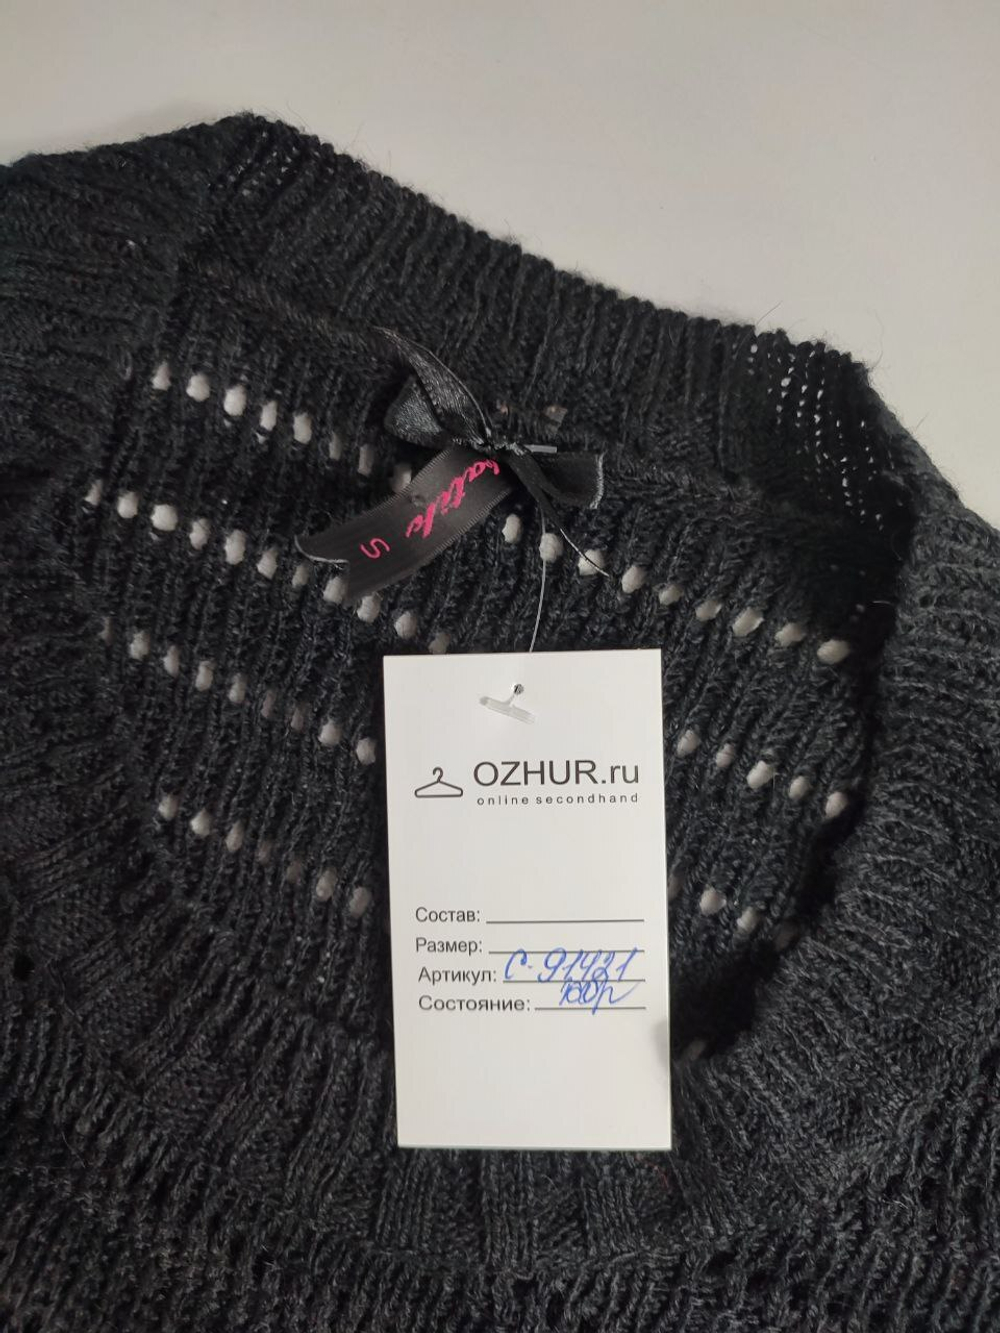 S
OZHUR.ru
online secondhand
Состав:
Размер:
Артикул: С-91421
Состояние: